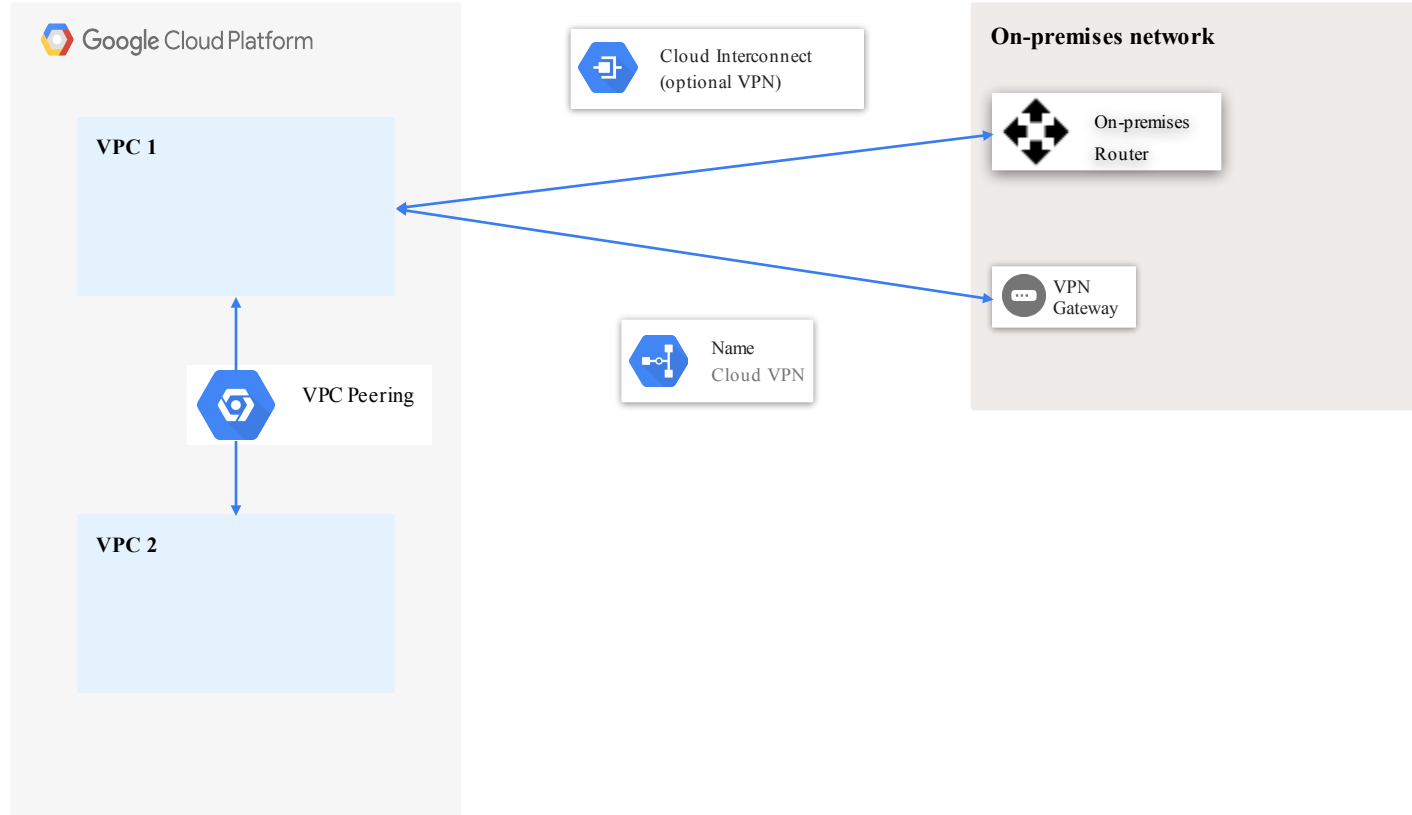 Google Cloud Platform
VPC 1
VPC Peering
VPC 2
Cloud Interconnect
(optional VPN)
Name
Cloud VPN
On-premises network
On-premises
Router
VPN
Gateway